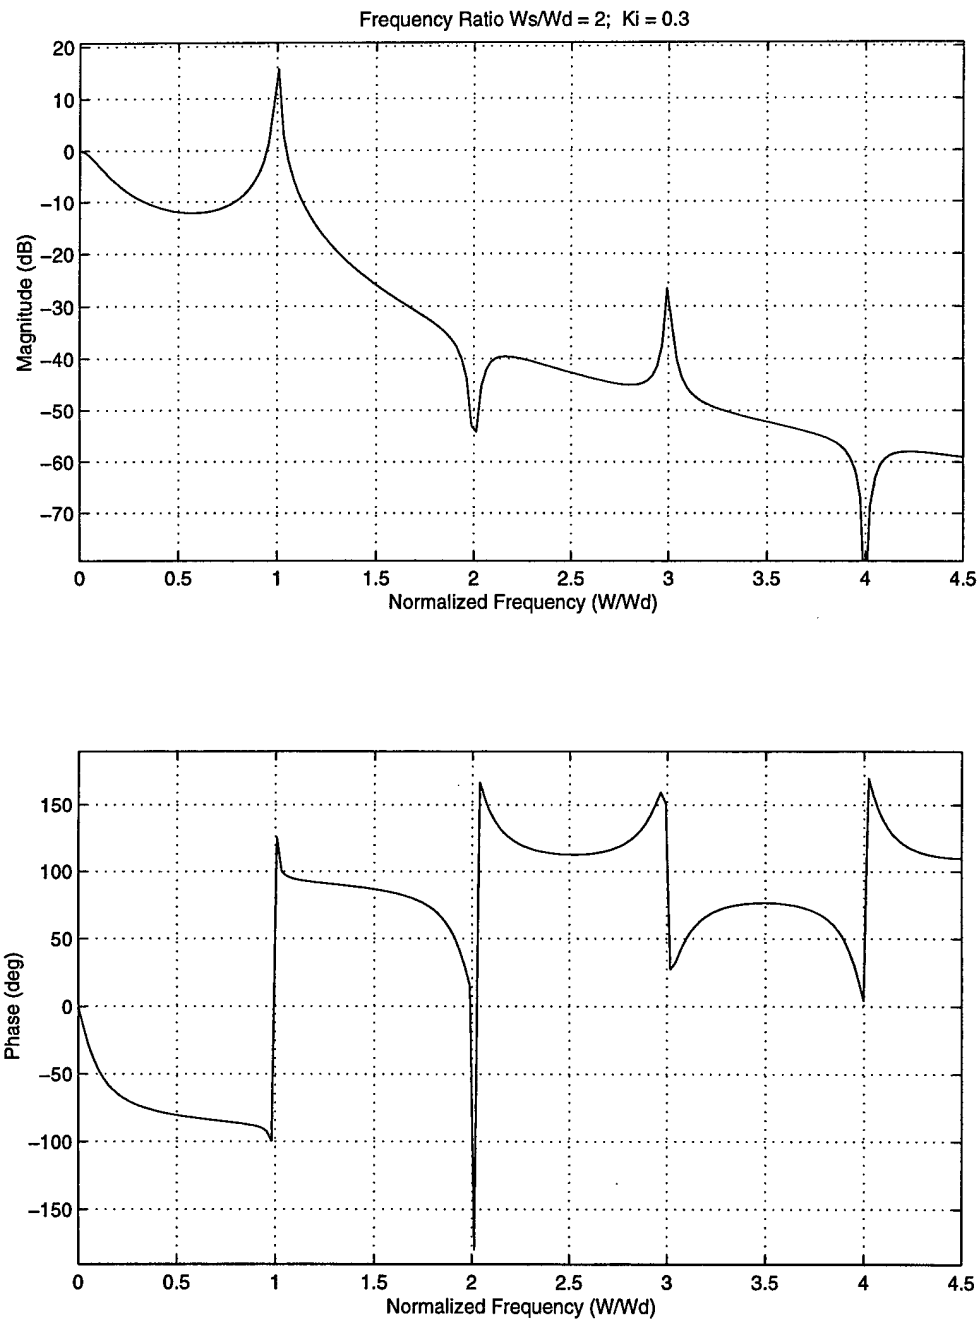 Frequency Ratio Ws/Wd = 2; Ki = 0.3
20
10
0
−10
−20
−30
−40
−50
−60
−70
Magnitude (dB)
0 0.5 1 1.5 2 2.5 3 3.5 4 4.5
Normalized Frequency (W/Wd)
150
100
50
0
−50
−100
−150
Phase (deg)
0 0.5 1 1.5 2 2.5 3 3.5 4 4.5
Normalized Frequency (W/Wd)